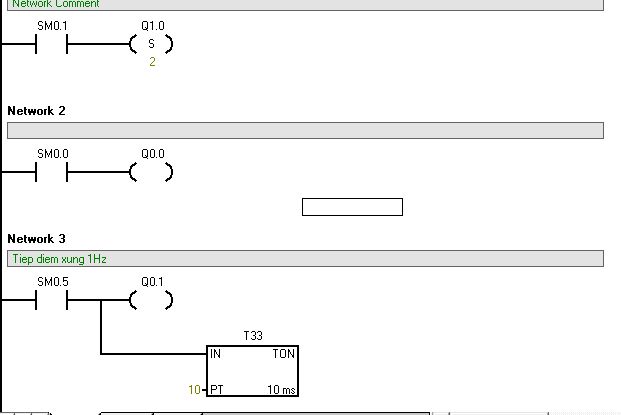 Network Comment
SM0.1 Q1.0
S
2
Network 2
SM0.0 Q0.0
Network 3
Tiep diem xung 1Hz
SM0.5 Q0.1
T33
IN TON
10 PT 10 ms